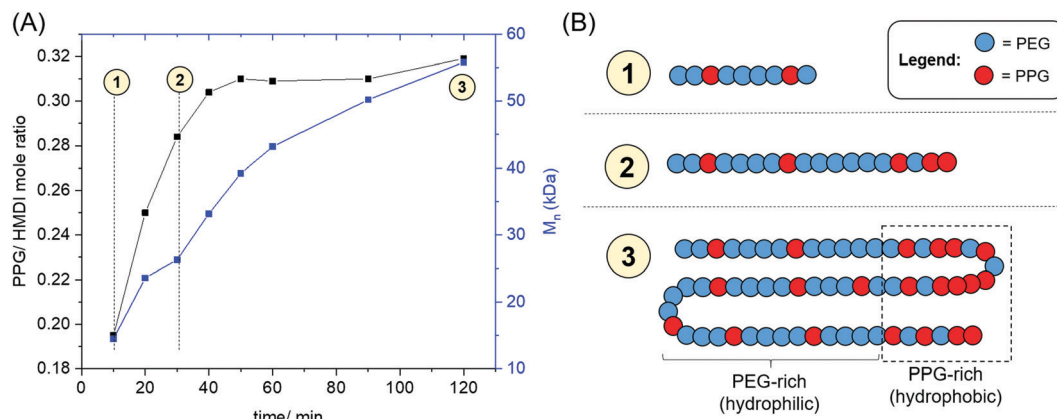 (A)
PPG/ HMDI mole ratio
0.32
0.30
0.28
0.26
0.24
0.22
0.20
0.18
0
20
40
60
80
100
120
time/ min
60
50
40
30
20
10
Mn (kDa)
1
2
3
(B)
Legend:
= PEG
= PPG
1
2
3
PEG-rich
(hydrophilic)
PPG-rich
(hydrophobic)